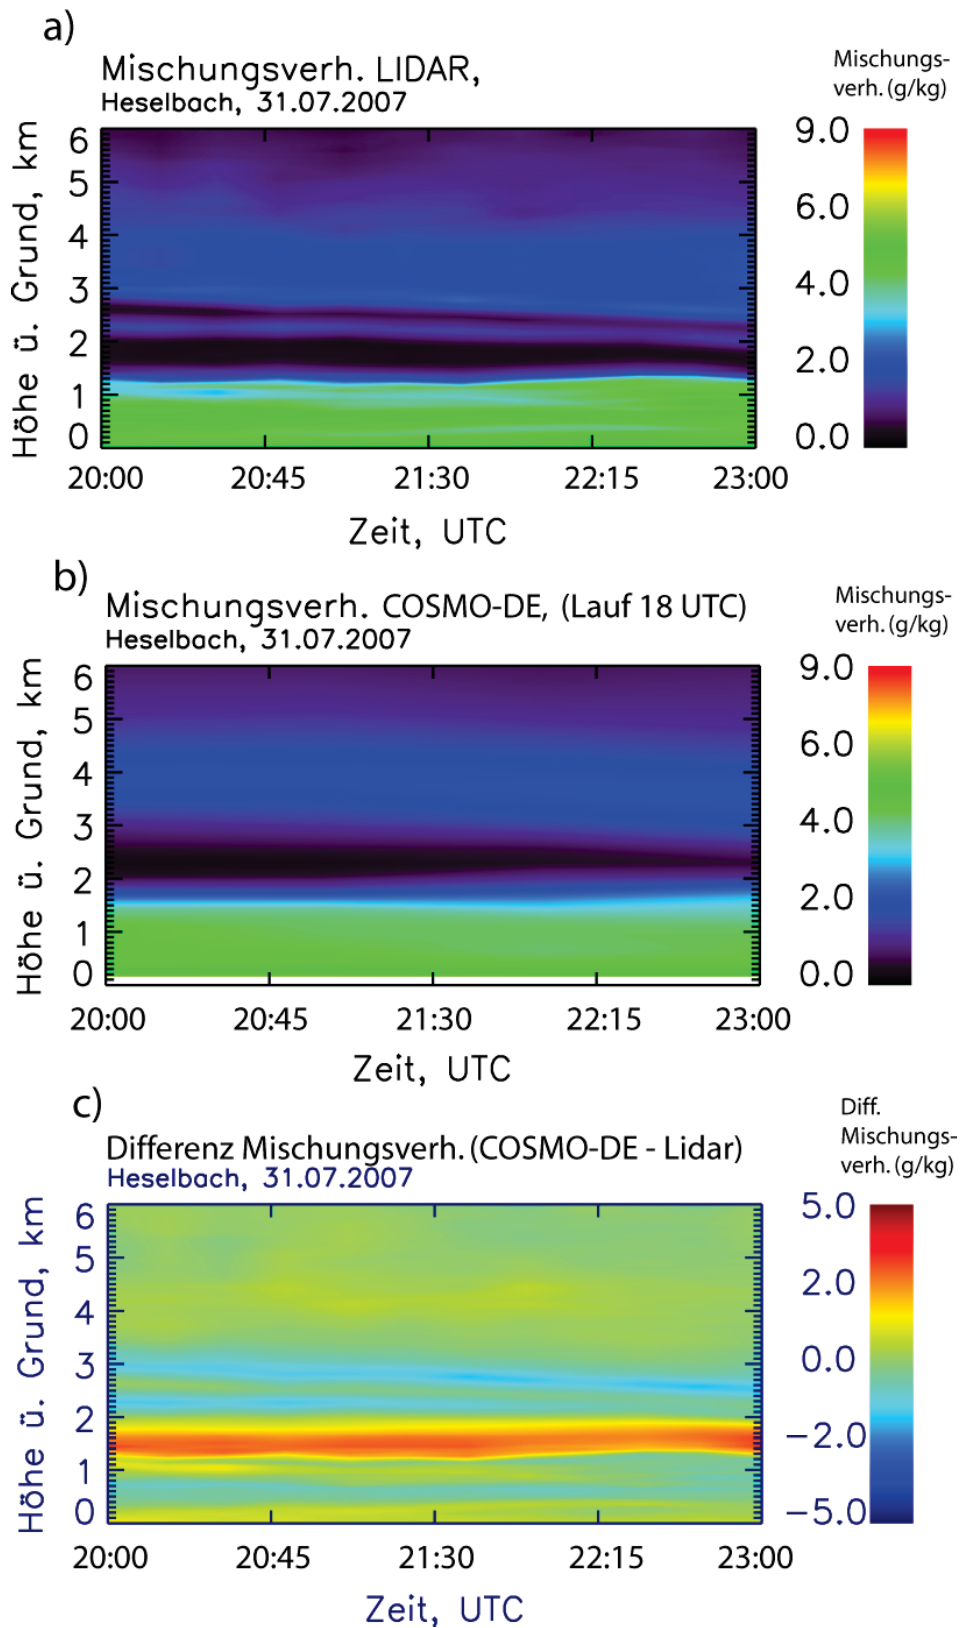 a)
Mischungsverh. LIDAR,
Heselbach, 31.07.2007
Mischungs-
verh. (g/kg)
Höhe ü. Grund, km
6
5
4
3
2
1
0
9.0
6.0
4.0
2.0
0.0
20:00 20:45 21:30 22:15 23:00
Zeit, UTC
b)
Mischungsverh. COSMO-DE, (Lauf 18 UTC)
Heselbach, 31.07.2007
Mischungs-
verh. (g/kg)
Höhe ü. Grund, km
6
5
4
3
2
1
0
9.0
6.0
4.0
2.0
0.0
20:00 20:45 21:30 22:15 23:00
Zeit, UTC
c)
Differenz Mischungsverh. (COSMO-DE - Lidar)
Heselbach, 31.07.2007
Diff.
Mischungs-
verh. (g/kg)
Höhe ü. Grund, km
6
5
4
3
2
1
0
5.0
2.0
0.0
−2.0
−5.0
20:00 20:45 21:30 22:15 23:00
Zeit, UTC